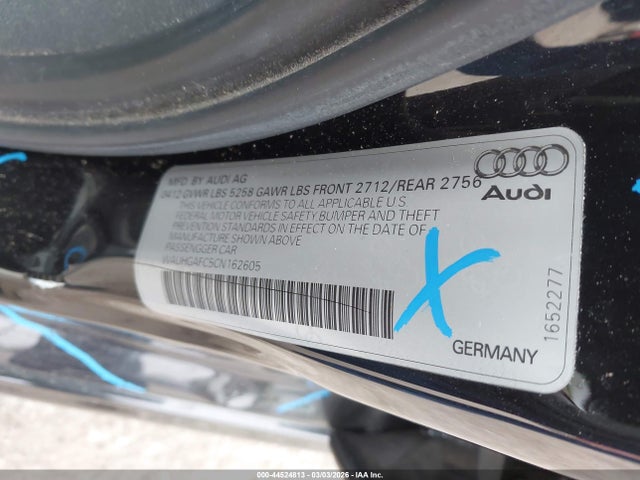 MFD. BY AUDI AG
0412 GVWR LBS 5258 GAWR LBS FRONT 2712/REAR 2756
THIS VEHICLE CONFORMS TO ALL APPLICABLE U.S.
FEDERAL MOTOR VEHICLE SAFETY BUMPER AND THEFT
PREVENTION STANDARDS IN EFFECT ON THE DATE OF
MANUFACTURE SHOWN ABOVE
PASSENGER CAR
WAUHGAFC5CN162605
Audi
X
1652277
GERMANY
000-44524813 - 03/03/2026 - IAA Inc.